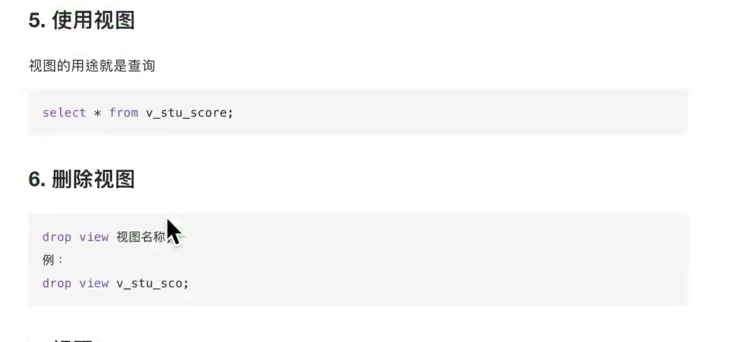 5. 使用视图
视图的用途就是查询
select * from v_stu_score;
6. 删除视图
drop view 视图名称
例：
drop view v_stu_sco;